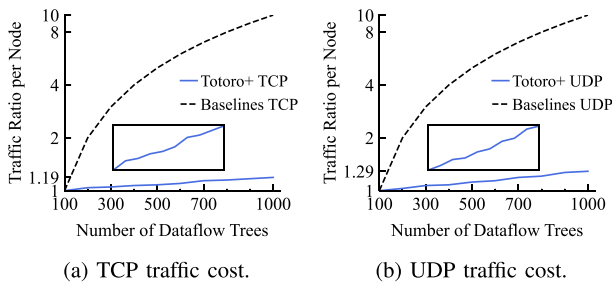 Traffic Ratio per Node
10
8
4
2
1.19
1
Totoro+ TCP
Baselines TCP
100 300 500 700 1000
Number of Dataflow Trees
(a) TCP traffic cost.
Traffic Ratio per Node
10
8
4
2
1.29
1
Totoro+ UDP
Baselines UDP
100 300 500 700 1000
Number of Dataflow Trees
(b) UDP traffic cost.